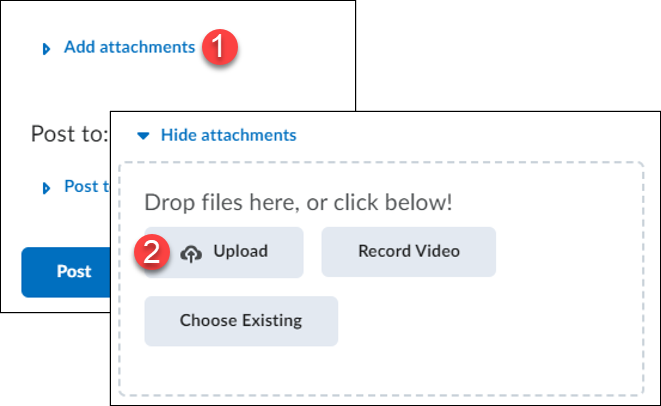 Add attachments 1
Post to:
Post t
Post
Hide attachments
Drop files here, or click below!
2 Upload Record Video
Choose Existing